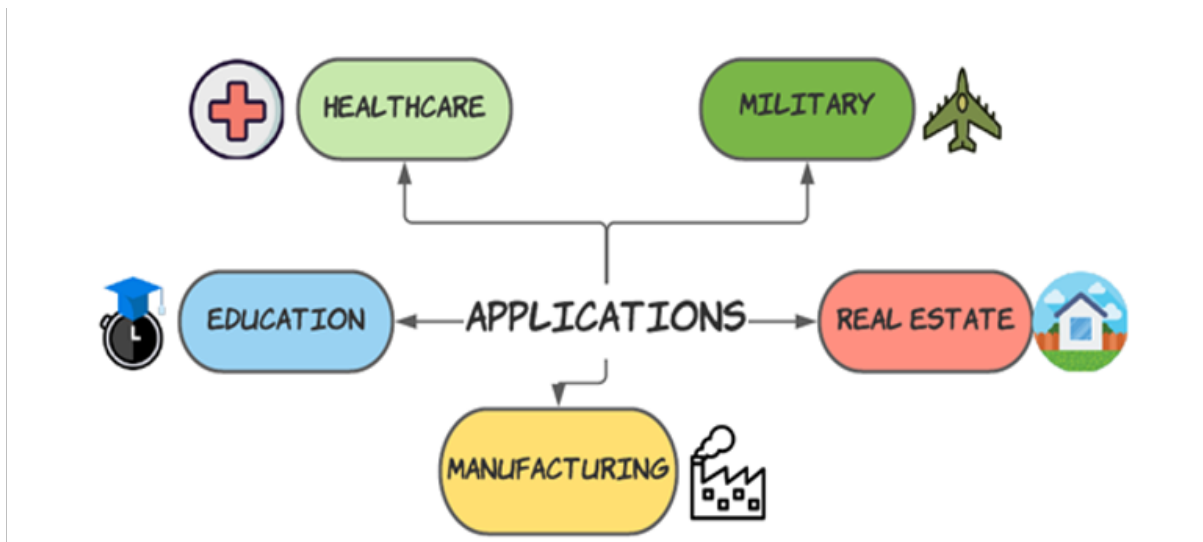 HEALTHCARE
MILITARY
EDUCATION
APPLICATIONS
REAL ESTATE
MANUFACTURING